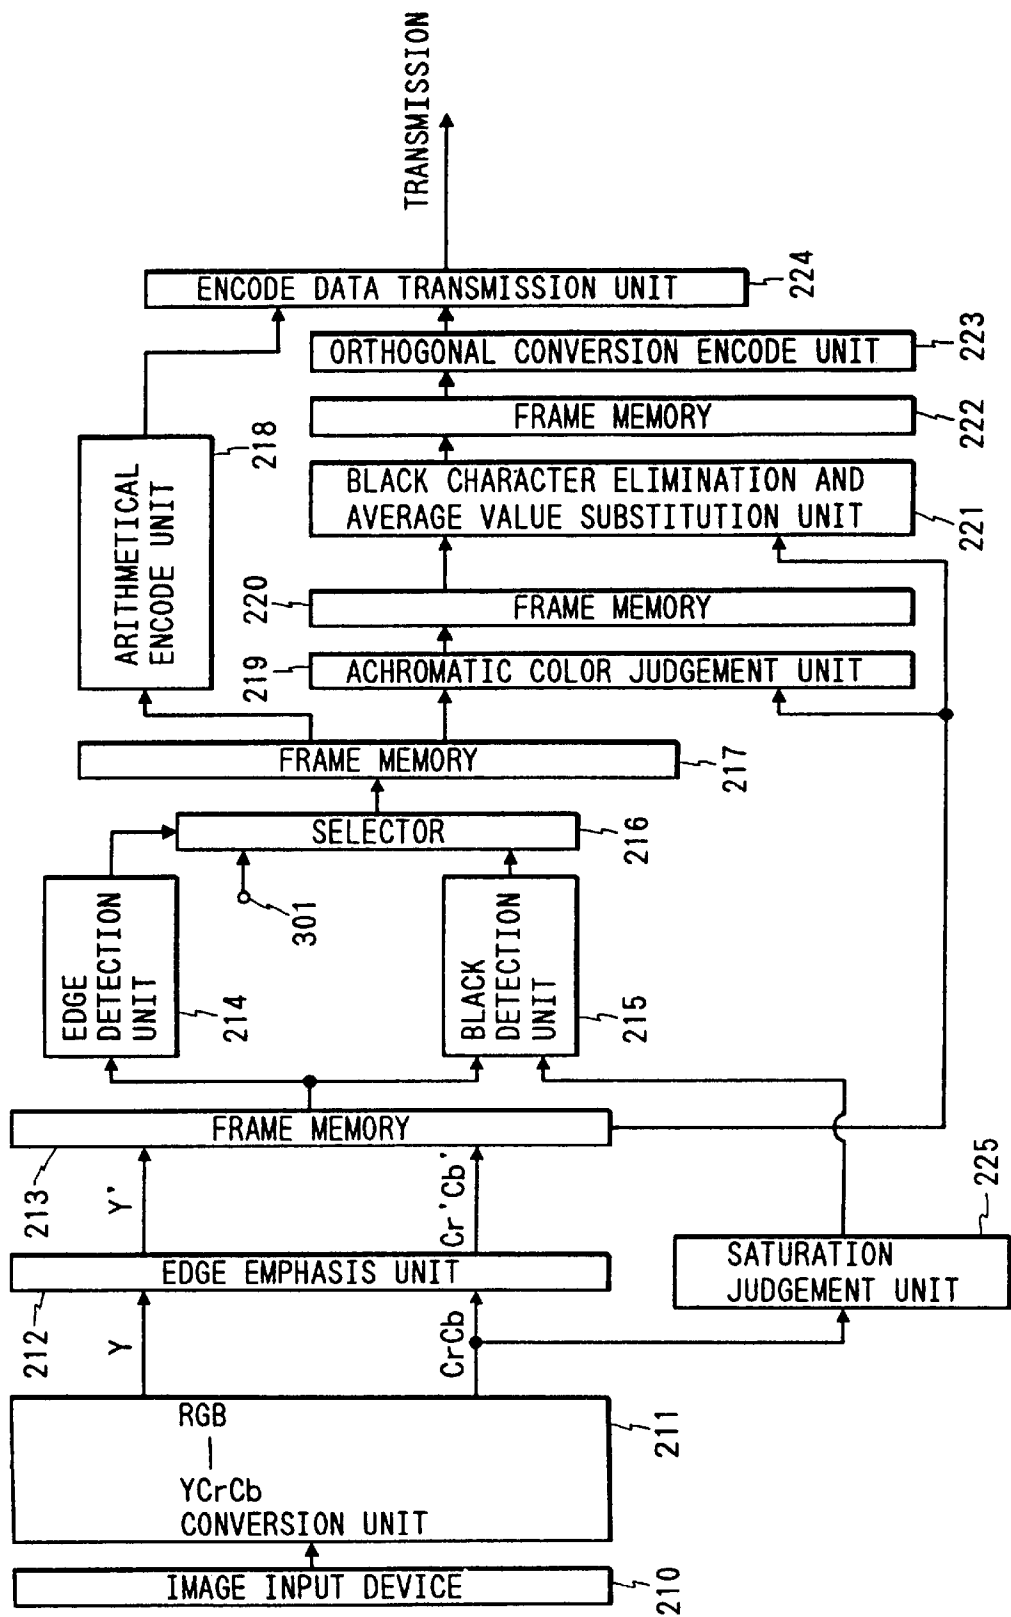 IMAGE INPUT DEVICE
210
RGB
YCrCb
CONVERSION UNIT
211
Y
CrCb
212
EDGE EMPHASIS UNIT
SATURATION
JUDGEMENT UNIT
225
Y'
Cr'Cb'
213
FRAME MEMORY
EDGE
DETECTION
UNIT
214
BLACK
DETECTION
UNIT
215
301
SELECTOR
216
FRAME MEMORY
217
ARITHMETICAL
ENCODE UNIT
218
219
ACHROMATIC COLOR JUDGEMENT UNIT
220
FRAME MEMORY
BLACK CHARACTER ELIMINATION AND
AVERAGE VALUE SUBSTITUTION UNIT
221
FRAME MEMORY
222
ORTHOGONAL CONVERSION ENCODE UNIT
223
ENCODE DATA TRANSMISSION UNIT
224
TRANSMISSION